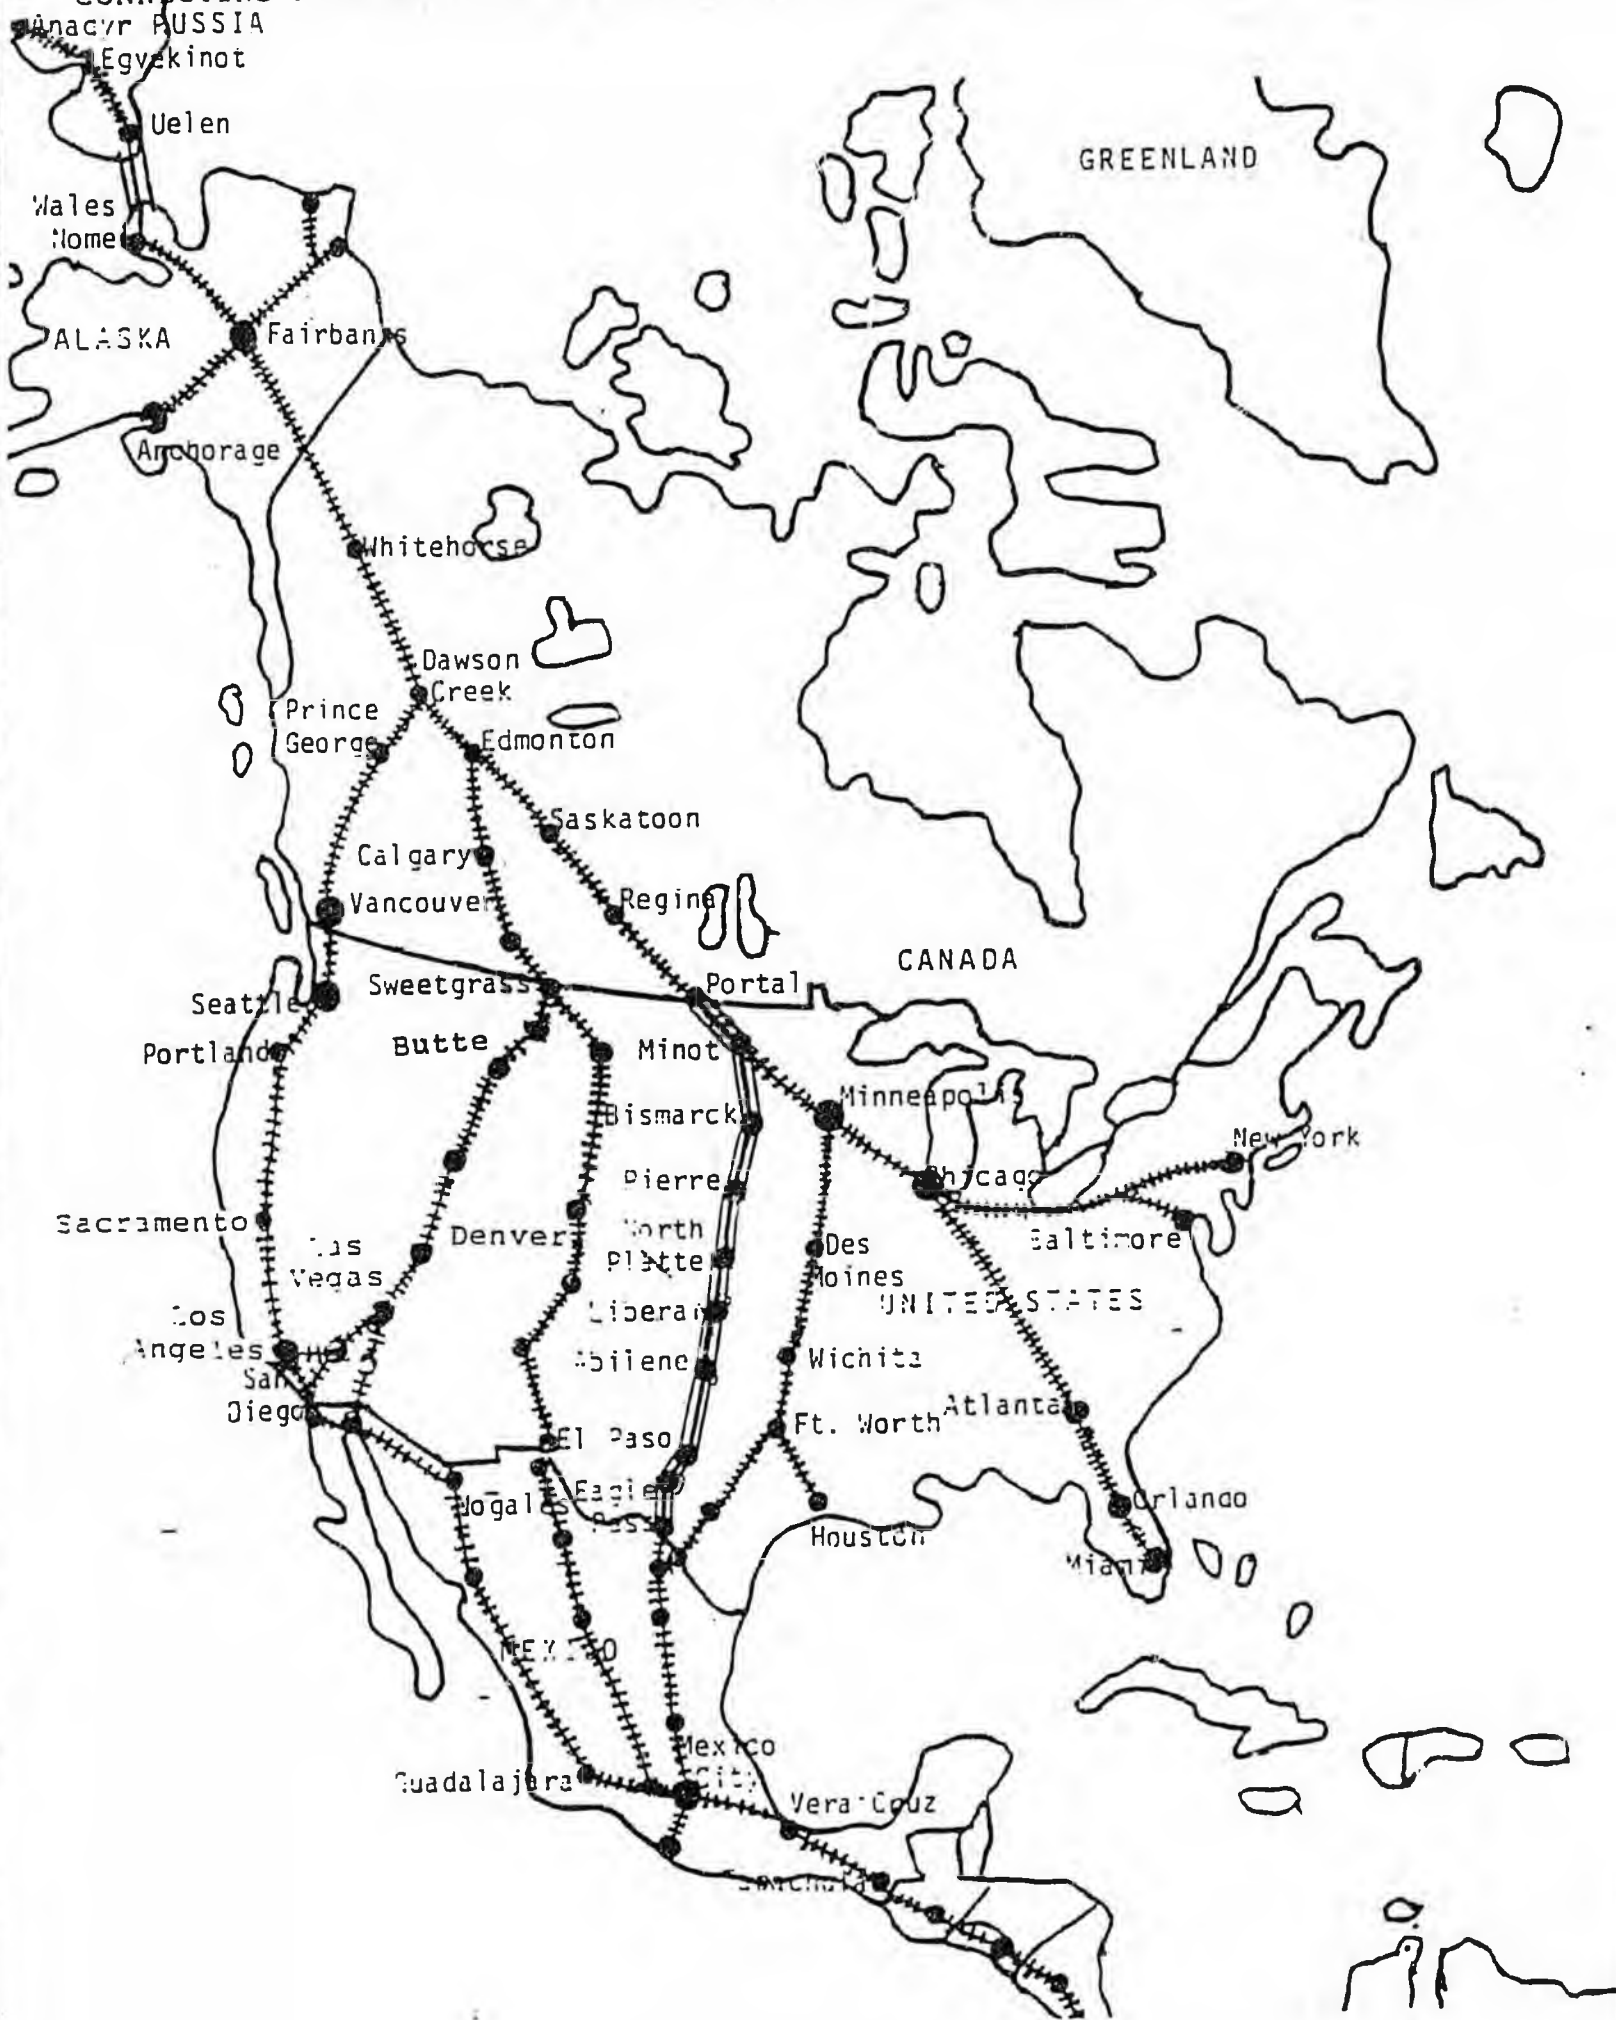 Anadyr RUSSIA
Egvekinot
Uelen
GREENLAND
Wales
Nome
ALASKA
Fairbanks
Anchorage
Whitehorse
Dawson
Creek
Prince
George
Edmonton
Saskatoon
Calgary
Regina
Vancouver
CANADA
Sweetgrass
Portal
Seattle
Butte
Portland
Minot
Minneapolis
Bismarck
New York
Pierre
Chicago
Sacramento
Denver
North
Platte
Baltimore
Las
Vegas
Des
Moines
Liberal
UNITED STATES
Los
Angeles
Abilene
Wichita
San
Diego
El Paso
Ft. Worth
Atlanta
Nogales
Eagle
Pass
Orlando
Houston
Miami
MEXICO
Mexico
City
Guadalajara
Vera Cruz